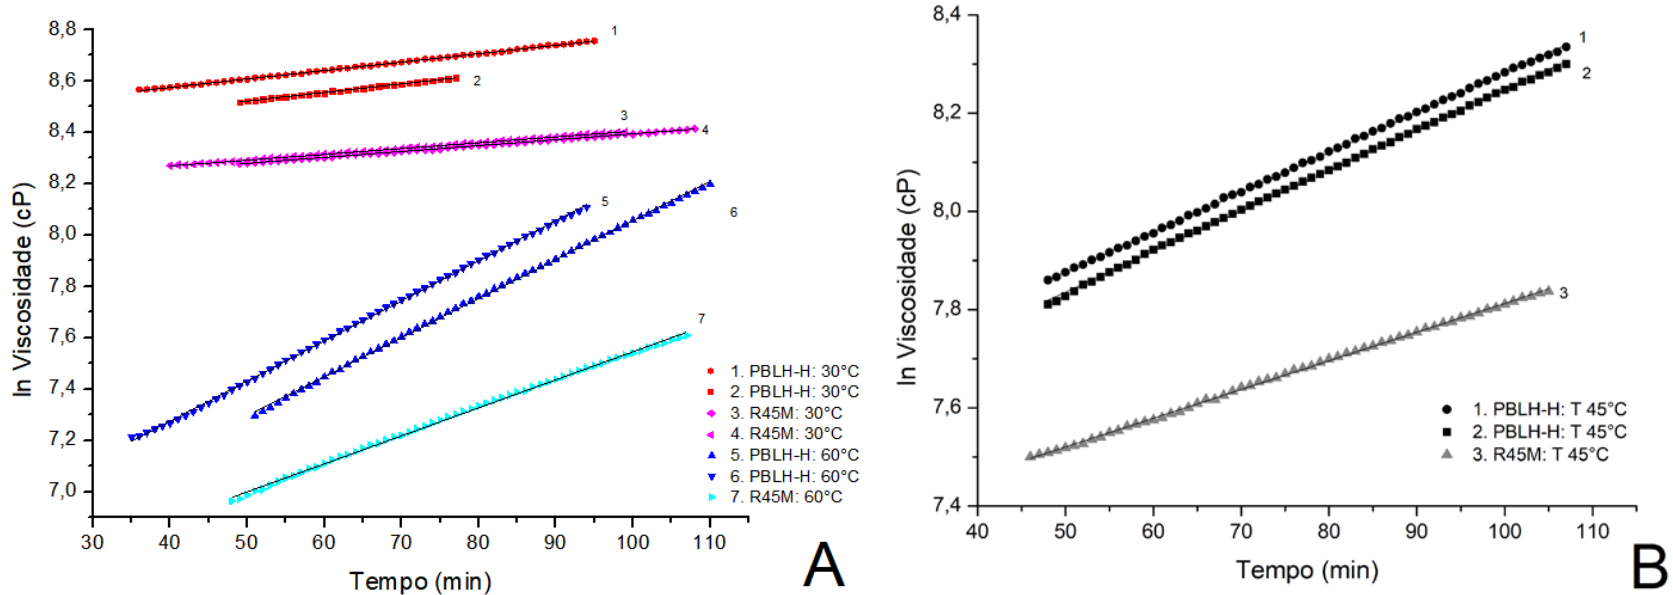 8,8
8,6
8,4
8,2
8,0
7,8
7,6
7,4
7,2
7,0
ln Viscosidade (cP)
1
2
3
4
5
6
7
1. PBLH-H: 30°C
2. PBLH-H: 30°C
3. R45M: 30°C
4. R45M: 30°C
5. PBLH-H: 60°C
6. PBLH-H: 60°C
7. R45M: 60°C
30 40 50 60 70 80 90 100 110
Tempo (min)
A
8,4
8,2
8,0
7,8
7,6
7,4
ln Viscosidade (cP)
1
2
3
1. PBLH-H: T 45°C
2. PBLH-H: T 45°C
3. R45M: T 45°C
40 50 60 70 80 90 100 110
Tempo (min)
B